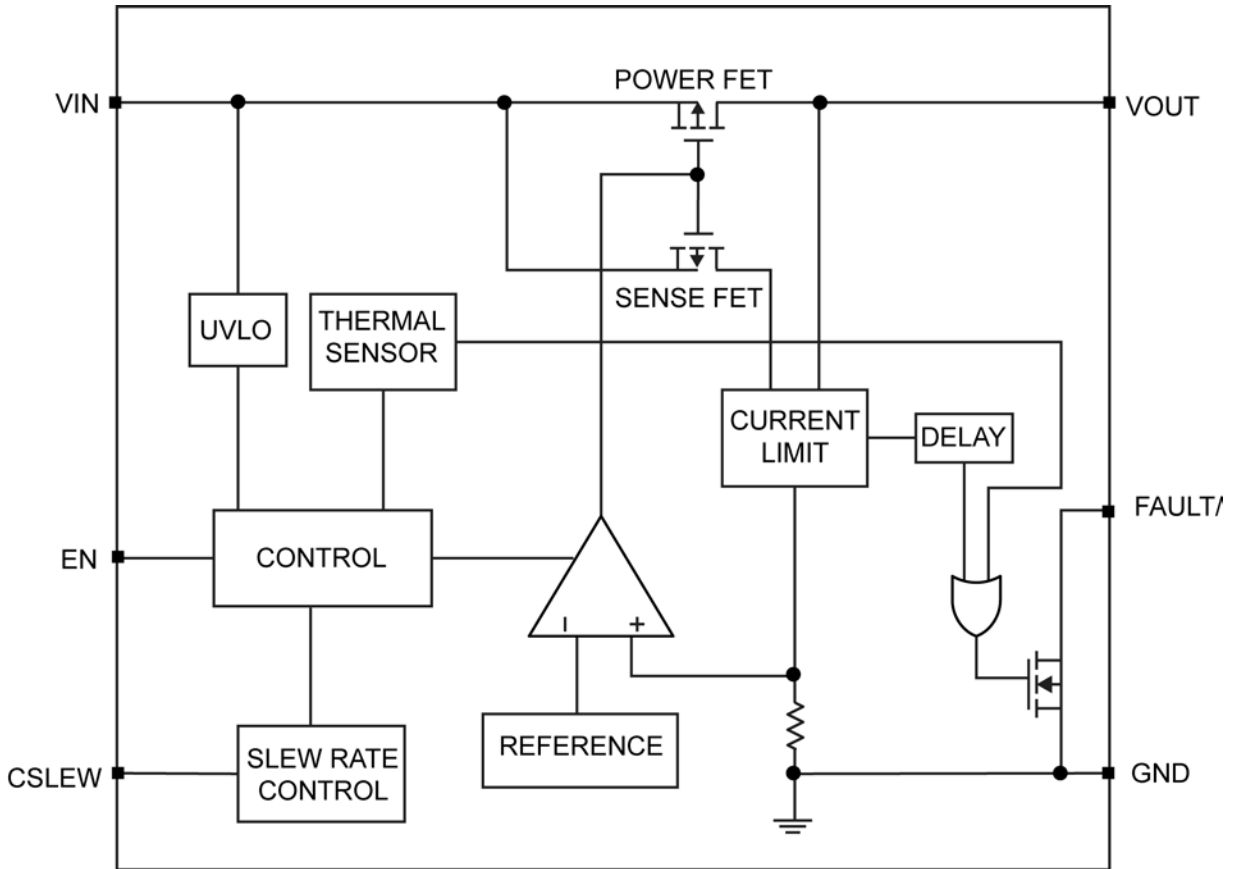 POWER FET
VIN
VOUT
SENSE FET
UVLO
THERMAL
SENSOR
CURRENT
LIMIT
DELAY
FAULT/
EN
CONTROL
- +
REFERENCE
SLEW RATE
CONTROL
CSLEW
GND